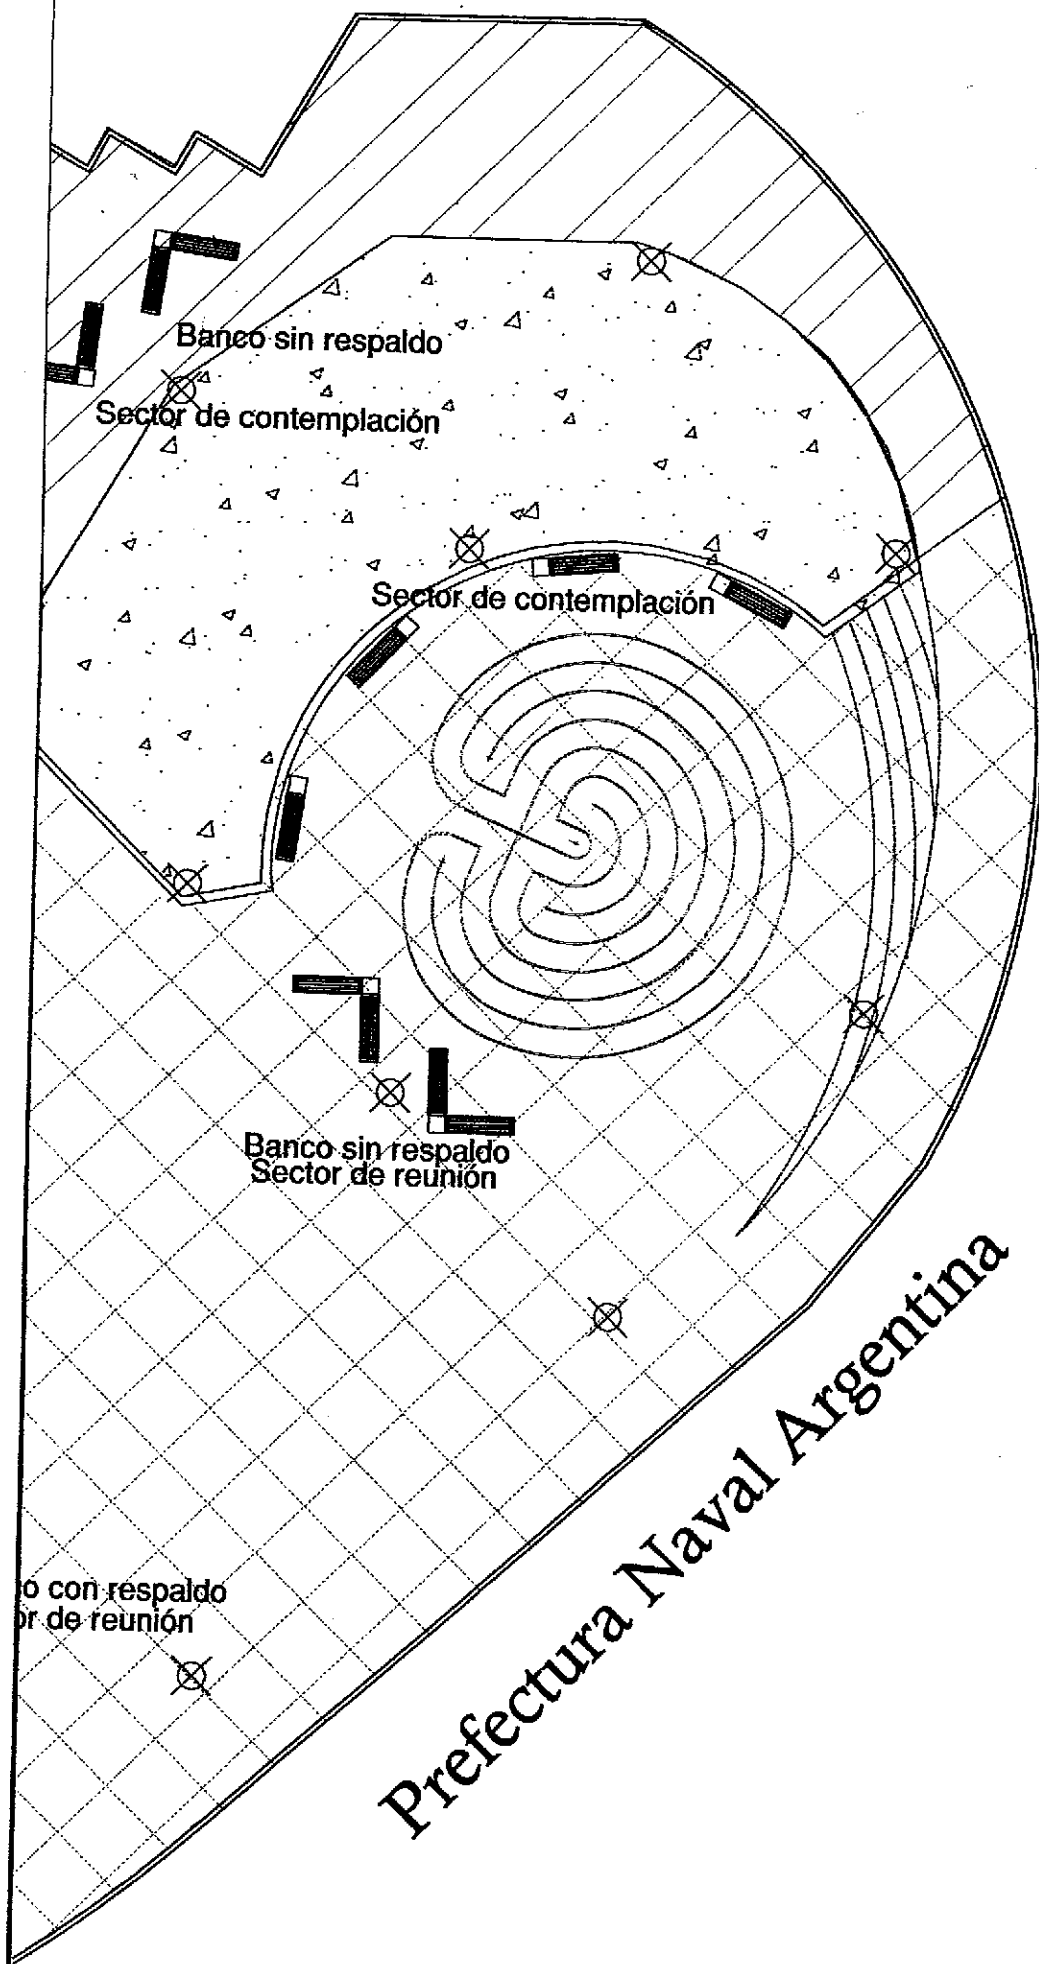 Banco sin respaldo
Sector de contemplación
Sector de contemplación
Banco sin respaldo
Sector de reunión
o con respaldo
or de reunión
Prefectura Naval Argentina